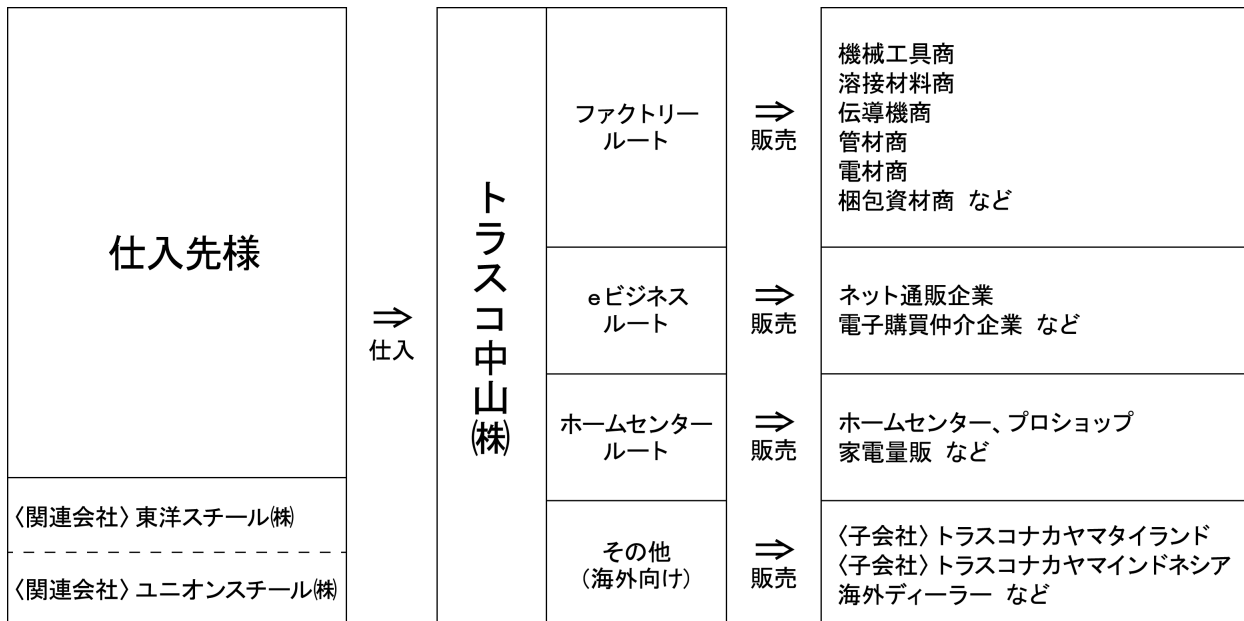 仕入先様
〈関連会社〉東洋スチール㈱
〈関連会社〉ユニオンスチール㈱
⇒
仕入
トラスコ中山㈱
ファクトリー
ルート
⇒
販売
機械工具商
溶接材料商
伝導機商
管材商
電材商
梱包資材商 など
eビジネス
ルート
⇒
販売
ネット通販企業
電子購買仲介企業 など
ホームセンター
ルート
⇒
販売
ホームセンター、プロショップ
家電量販 など
その他
(海外向け)
⇒
販売
〈子会社〉トラスコナカヤマタイランド
〈子会社〉トラスコナカヤマインドネシア
海外ディーラー など